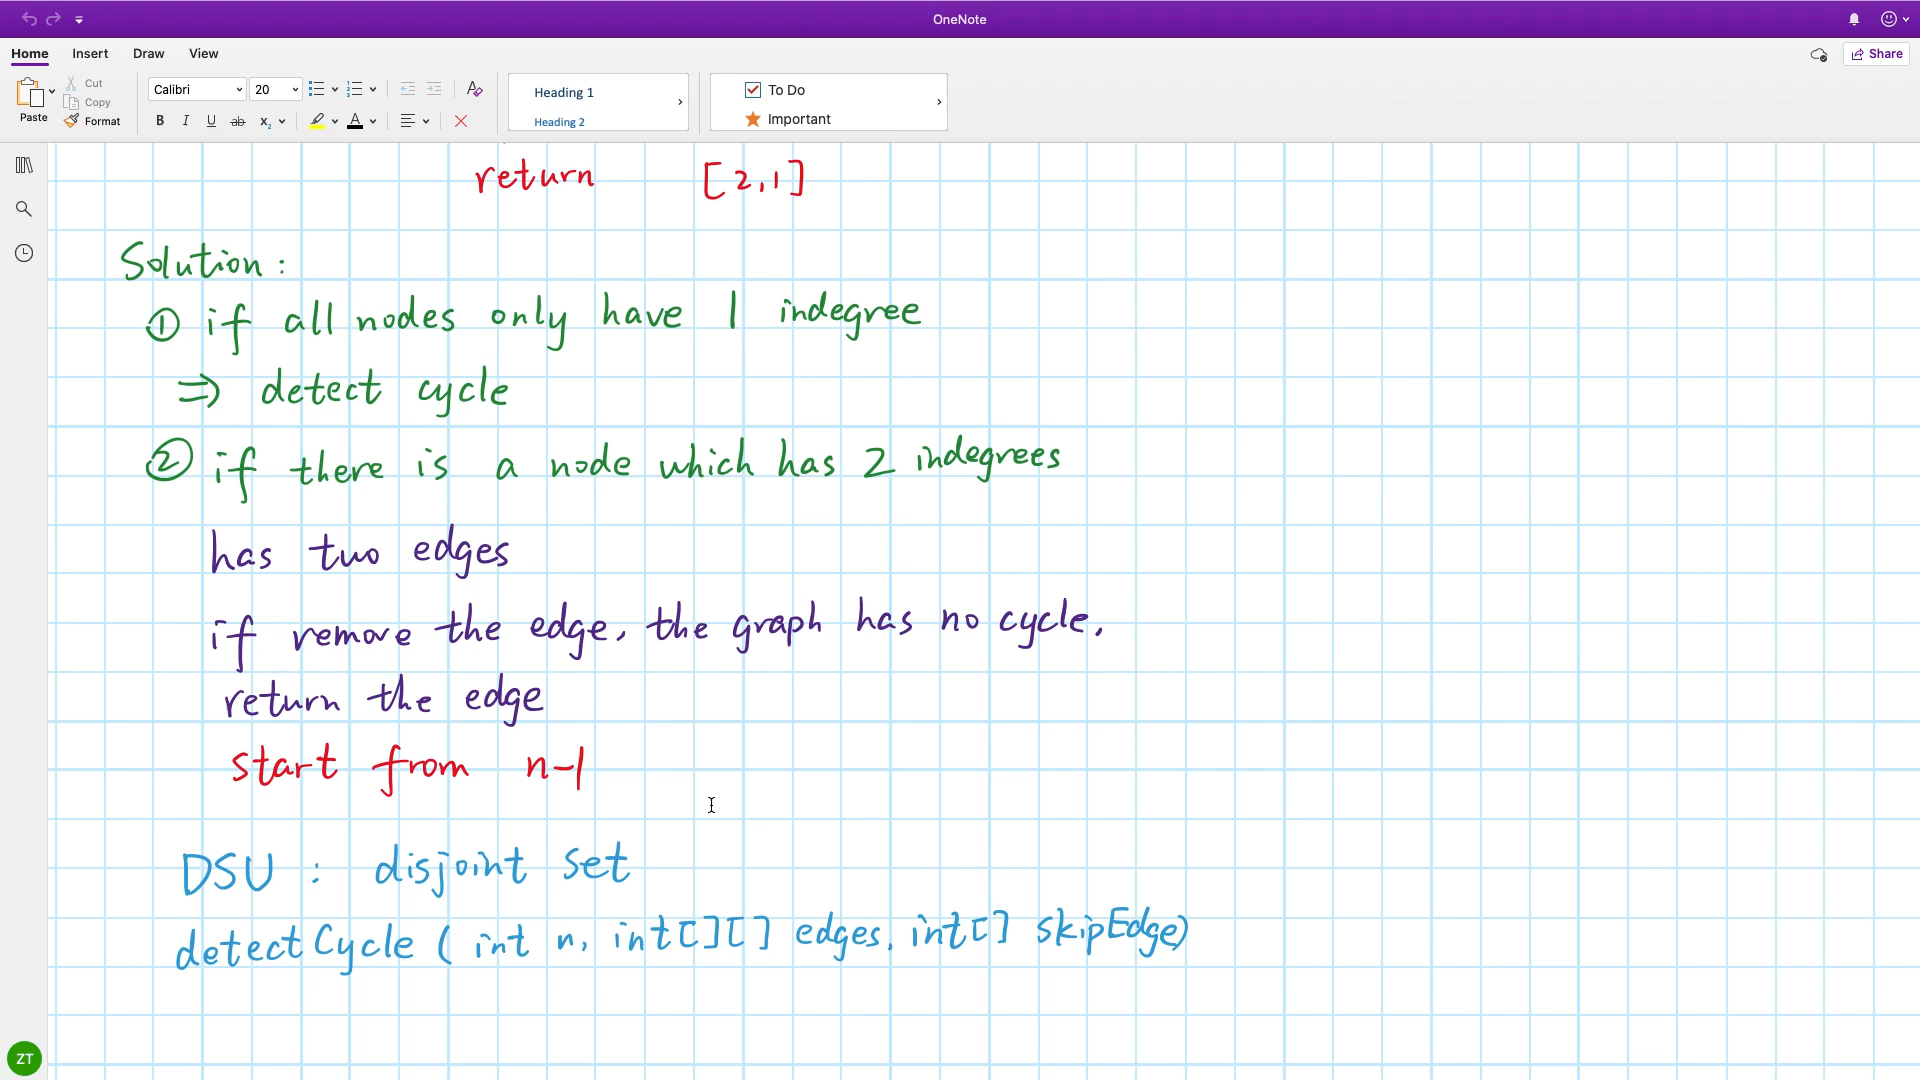 OneNote
Home Insert Draw View
Share
Paste
Cut
Copy
Format
Calibri 20
B I U ab x₂ A
Heading 1
Heading 2
To Do
Important
return [2,1]
Solution:
① if all nodes only have 1 indegree
=> detect cycle
② if there is a node which has 2 indegrees
has two edges
if remove the edge, the graph has no cycle,
return the edge
start from n-1
DSU : disjoint set
detectCycle ( int n, int[][] edges, int[] skipEdge)
ZT